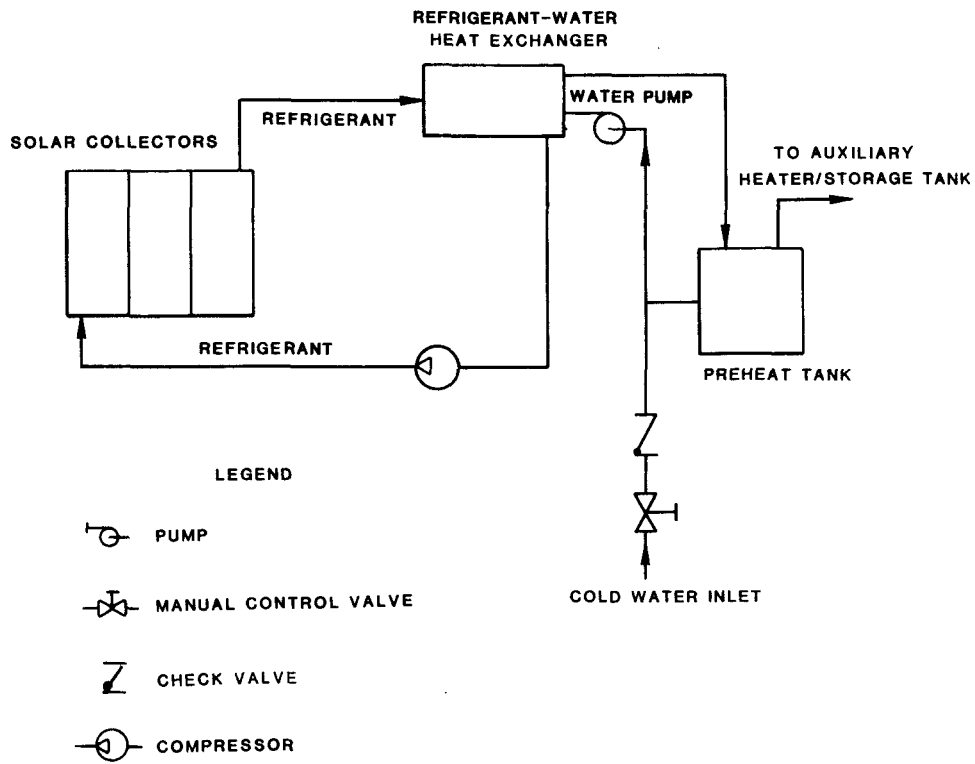 REFRIGERANT-WATER
HEAT EXCHANGER
WATER PUMP
REFRIGERANT
SOLAR COLLECTORS
TO AUXILIARY
HEATER/STORAGE TANK
REFRIGERANT
PREHEAT TANK
LEGEND
PUMP
MANUAL CONTROL VALVE
COLD WATER INLET
CHECK VALVE
COMPRESSOR